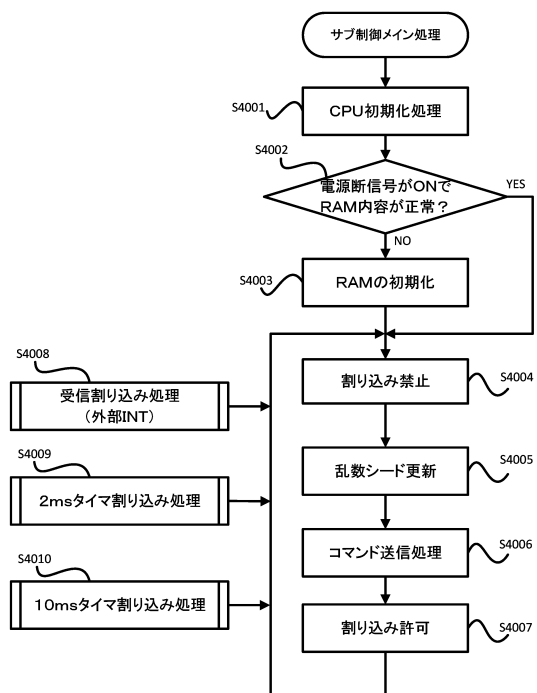 サブ制御メイン処理
S4001
CPU初期化処理
S4002
電源断信号がONで
RAM内容が正常？
YES
NO
S4003
RAMの初期化
S4008
受信割り込み処理
（外部INT）
割り込み禁止
S4004
S4009
2msタイマ割り込み処理
乱数シード更新
S4005
コマンド送信処理
S4006
S4010
10msタイマ割り込み処理
割り込み許可
S4007